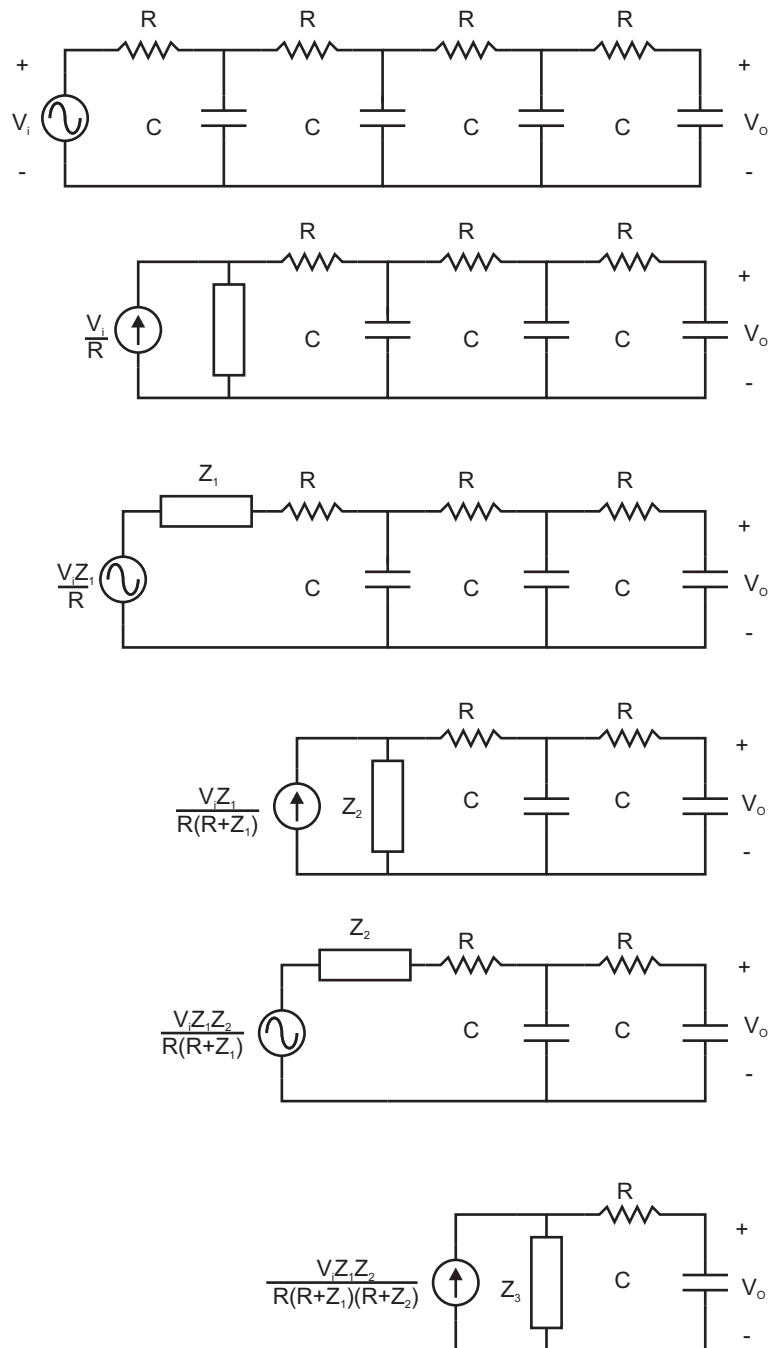 R R R R
+ +
V_i C C C C V_O
- -
R R R
+
V_i/R C C C V_O
-
Z_1 R R R
+
V_iZ_1/R C C C V_O
-
R R
+
V_iZ_1/R(R+Z_1) Z_2 C C V_O
-
Z_2 R R
+
V_iZ_1Z_2/R(R+Z_1) C C V_O
-
R
+
V_iZ_1Z_2/R(R+Z_1)(R+Z_2) Z_3 C V_O
-